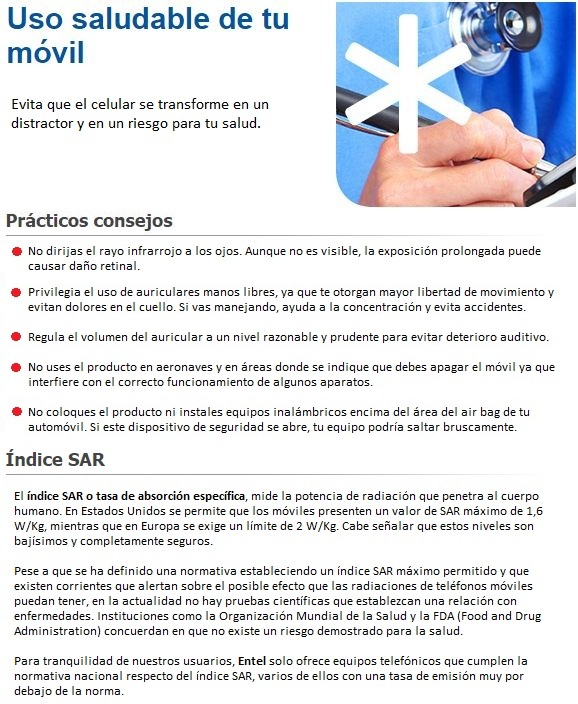 Uso saludable de tu
móvil
Evita que el celular se transforme en un
distractor y en un riesgo para tu salud.
Prácticos consejos
No dirijas el rayo infrarrojo a los ojos. Aunque no es visible, la exposición prolongada puede
causar daño retinal.
Privilegia el uso de auriculares manos libres, ya que te otorgan mayor libertad de movimiento y
evitan dolores en el cuello. Si vas manejando, ayuda a la concentración y evita accidentes.
Regula el volumen del auricular a un nivel razonable y prudente para evitar deterioro auditivo.
No uses el producto en aeronaves y en áreas donde se indique que debes apagar el móvil ya que
interfiere con el correcto funcionamiento de algunos aparatos.
No coloques el producto ni instales equipos inalámbricos encima del área del air bag de tu
automóvil. Si este dispositivo de seguridad se abre, tu equipo podría saltar bruscamente.
Índice SAR
El índice SAR o tasa de absorción específica, mide la potencia de radiación que penetra al cuerpo
humano. En Estados Unidos se permite que los móviles presenten un valor de SAR máximo de 1,6
W/Kg, mientras que en Europa se exige un límite de 2 W/Kg. Cabe señalar que estos niveles son
bajísimos y completamente seguros.
Pese a que se ha definido una normativa estableciendo un índice SAR máximo permitido y que
existen corrientes que alertan sobre el posible efecto que las radiaciones de teléfonos móviles
puedan tener, en la actualidad no hay pruebas científicas que establezcan una relación con
enfermedades. Instituciones como la Organización Mundial de la Salud y la FDA (Food and Drug
Administration) concuerdan en que no existe un riesgo demostrado para la salud.
Para tranquilidad de nuestros usuarios, Entel solo ofrece equipos telefónicos que cumplen la
normativa nacional respecto del índice SAR, varios de ellos con una tasa de emisión muy por
debajo de la norma.